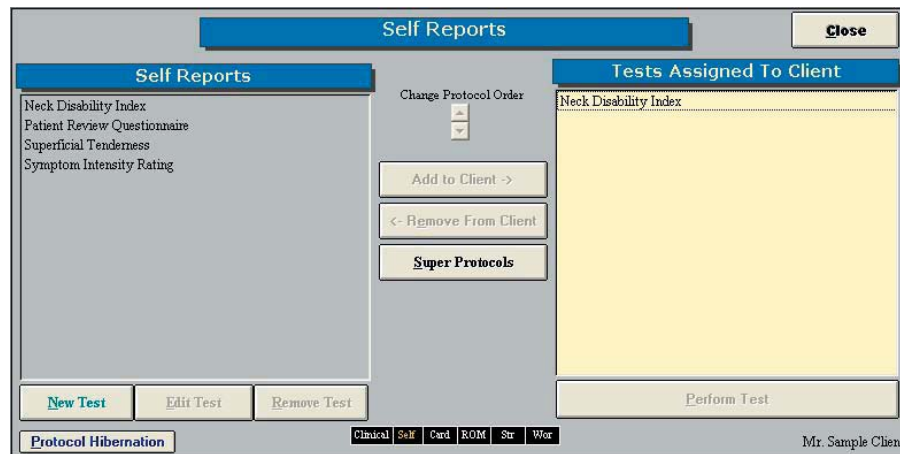 Self Reports
Close
Self Reports
Neck Disability Index
Patient Review Questionnaire
Superficial Tenderness
Symptom Intensity Rating
New Test
Edit Test
Remove Test
Protocol Hibernation
Change Protocol Order
Add to Client ->
<- Remove From Client
Super Protocols
Clinical Self Card ROM Str Wor
Tests Assigned To Client
Neck Disability Index
Perform Test
Mr. Sample Clien